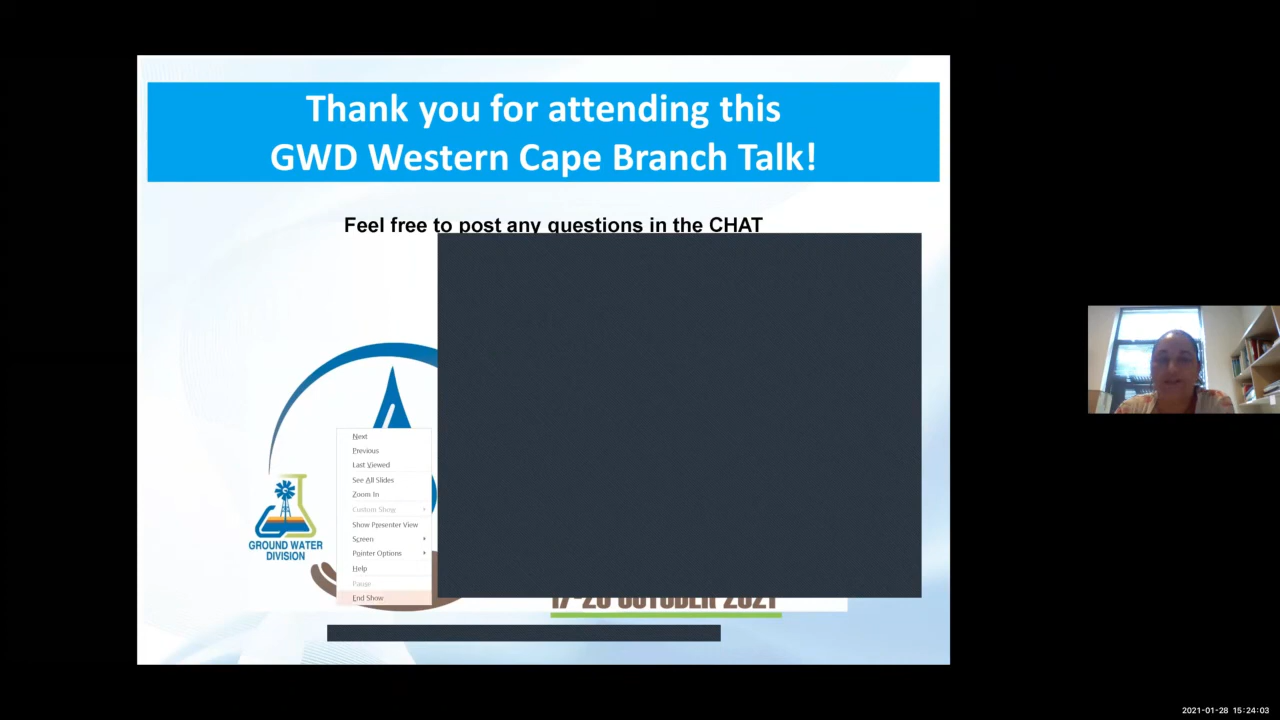 Thank you for attending this
GWD Western Cape Branch Talk!
Feel free to post any questions in the CHAT
Next
Previous
Last Viewed
See All Slides
Zoom In
Custom Show
Show Presenter View
Screen
Pointer Options
Help
Pause
End Show
GROUND WATER
DIVISION
OCTOBER 2021
2021-01-28 15:24:03